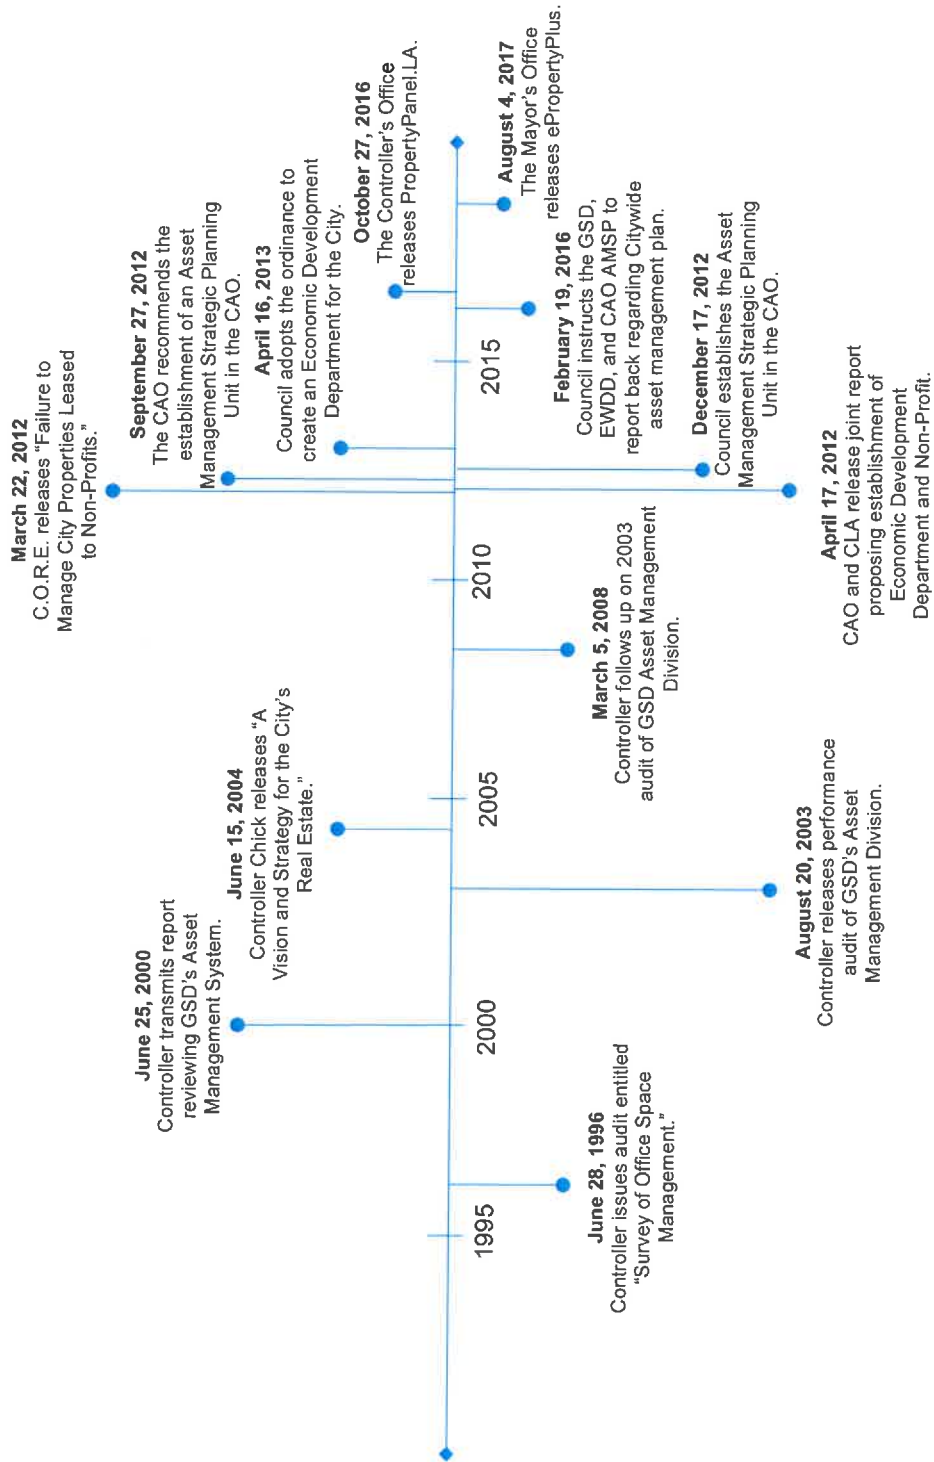 March 22, 2012
C.O.R.E. releases “Failure to
Manage City Properties Leased
to Non-Profits.”
September 27, 2012
The CAO recommends the
establishment of an Asset
Management Strategic Planning
Unit in the CAO.
April 16, 2013
Council adopts the ordinance to
create an Economic Development
Department for the City.
October 27, 2016
The Controller's Office
releases PropertyPanel.LA.
June 25, 2000
Controller transmits report
reviewing GSD's Asset
Management System.
June 15, 2004
Controller Chick releases “A
Vision and Strategy for the City's
Real Estate.”
1995
2000
2005
2010
2015
June 28, 1996
Controller issues audit entitled
“Survey of Office Space
Management.”
August 20, 2003
Controller releases performance
audit of GSD's Asset
Management Division.
March 5, 2008
Controller follows up on 2003
audit of GSD Asset Management
Division.
April 17, 2012
CAO and CLA release joint report
proposing establishment of
Economic Development
Department and Non-Profit.
December 17, 2012
Council establishes the Asset
Management Strategic Planning
Unit in the CAO.
February 19, 2016
Council instructs the GSD,
EWDD, and CAO AMSP to
report back regarding Citywide
asset management plan.
August 4, 2017
The Mayor's Office
releases ePropertyPlus.